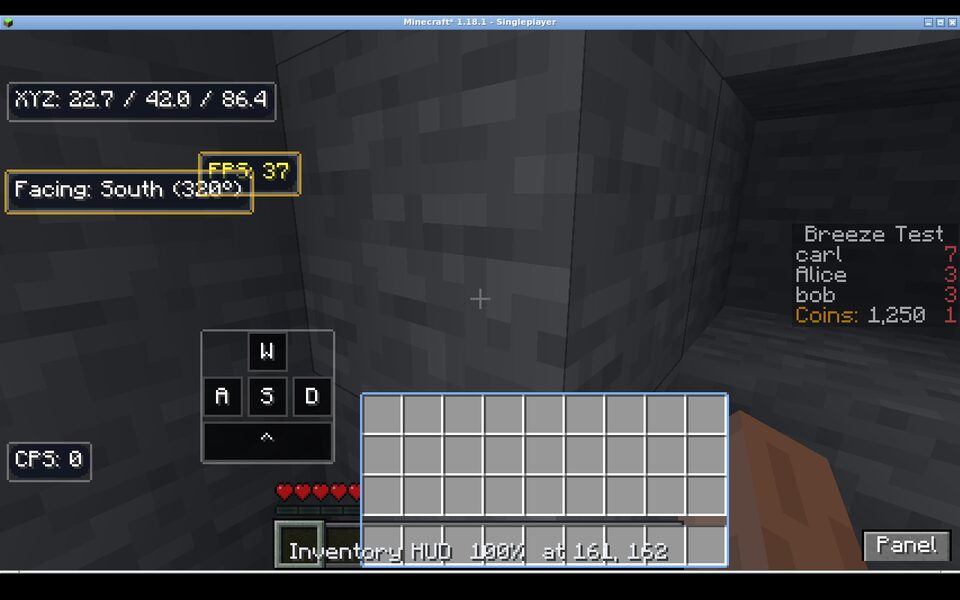 Minecraft* 1.18.1 - Singleplayer
XYZ: 22.7 / 42.0 / 86.4
FPS: 37
Facing: South (320°)
Breeze Test
carl 7
Alice 3
bob 3
Coins: 1,250 1
W
A S D
^
CPS: 0
Inventory HUD 100% at 161, 162
Panel